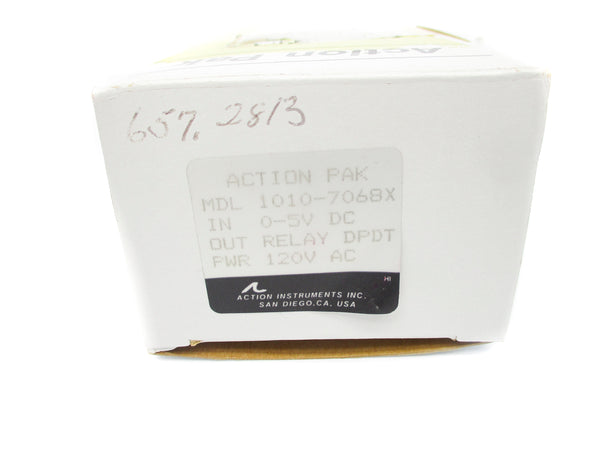 Action Pak
657.2813
ACTION PAK
MDL 1010-7068X
IN 0-5V DC
OUT RELAY DPDT
PWR 120V AC
HI
ACTION INSTRUMENTS INC.
SAN DIEGO,CA, USA